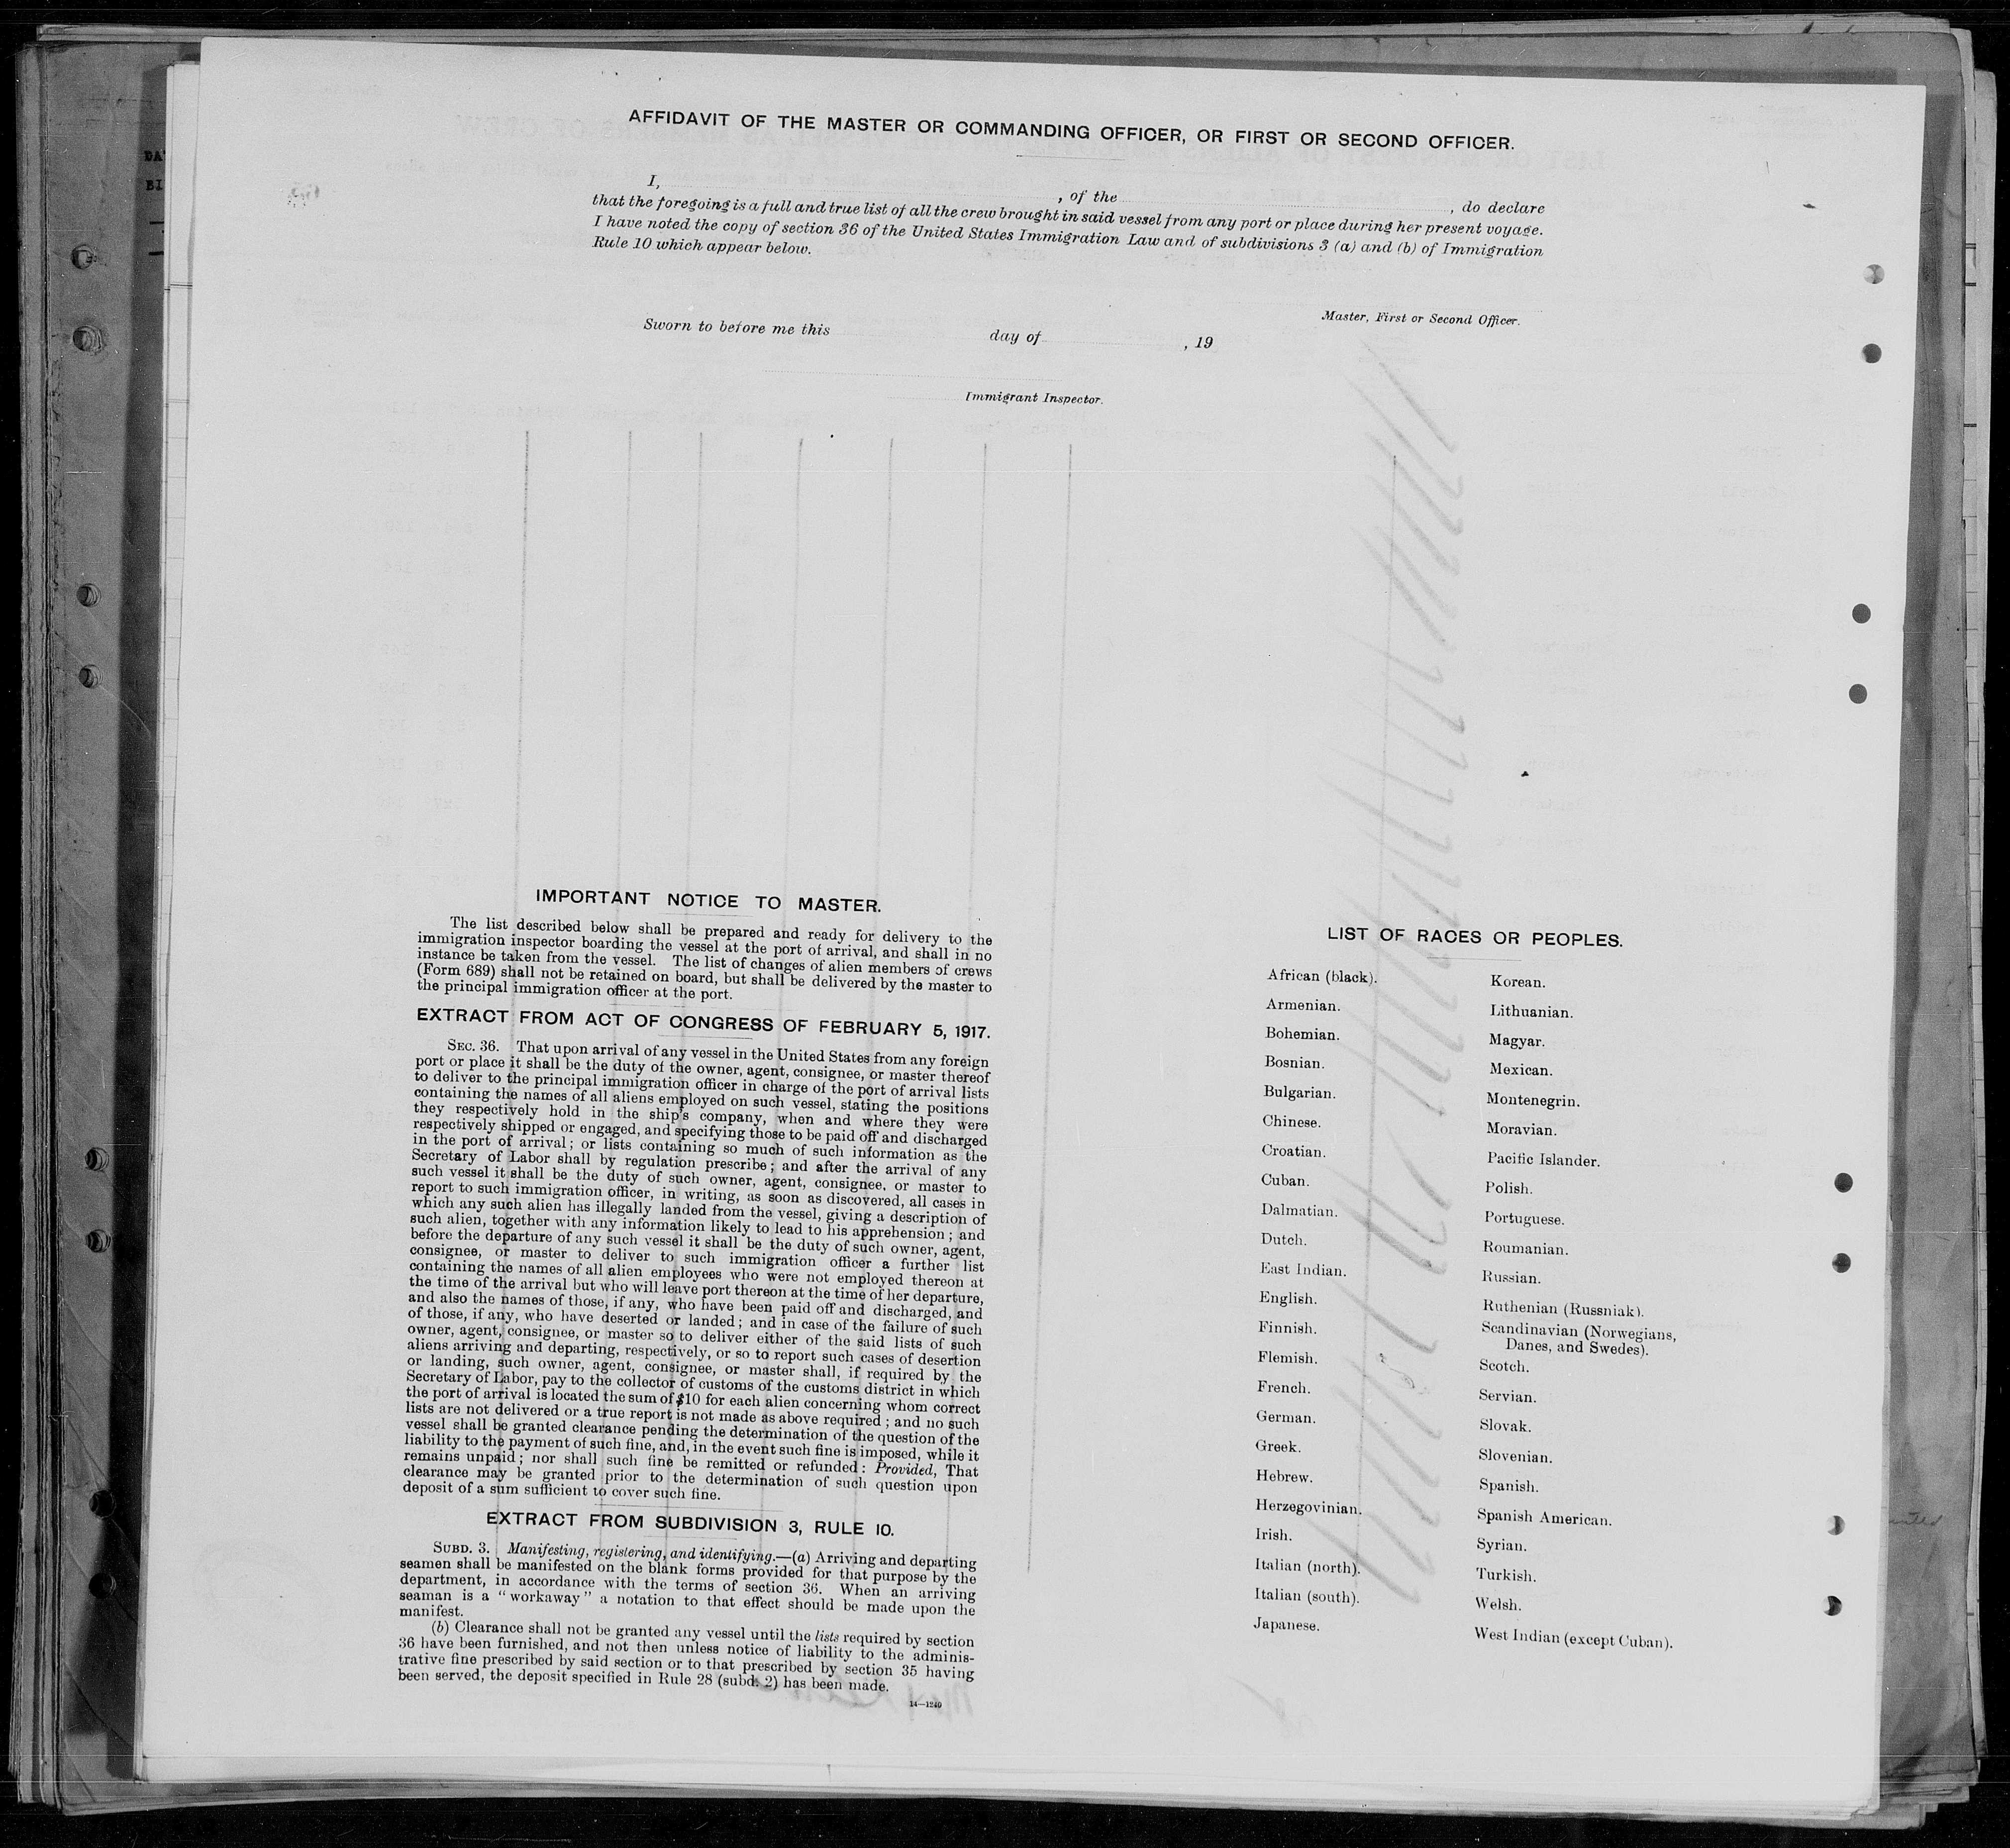 AFFIDAVIT OF THE MASTER OR COMMANDING OFFICER, OR FIRST OR SECOND OFFICER.
I, , of the , do declare
that the foregoing is a full and true list of all the crew brought in said vessel from any port or place during her present voyage.
I have noted the copy of section 36 of the United States Immigration Law and of subdivisions 3 (a) and (b) of Immigration
Rule 10 which appear below.
Master, First or Second Officer.
Sworn to before me this day of , 19
Immigrant Inspector.
IMPORTANT NOTICE TO MASTER.
The list described below shall be prepared and ready for delivery to the
immigration inspector boarding the vessel at the port of arrival, and shall in no
instance be taken from the vessel. The list of changes of alien members of crews
(Form 689) shall not be retained on board, but shall be delivered by the master to
the principal immigration officer at the port.
EXTRACT FROM ACT OF CONGRESS OF FEBRUARY 5, 1917.
SEC. 36. That upon arrival of any vessel in the United States from any foreign
port or place it shall be the duty of the owner, agent, consignee, or master thereof
to deliver to the principal immigration officer in charge of the port of arrival lists
containing the names of all aliens employed on such vessel, stating the positions
they respectively hold in the ship's company, when and where they were
respectively shipped or engaged, and specifying those to be paid off and discharged
in the port of arrival; or lists containing so much of such information as the
Secretary of Labor shall by regulation prescribe; and after the arrival of any
such vessel it shall be the duty of such owner, agent, consignee, or master to
report to such immigration officer, in writing, as soon as discovered, all cases in
which any such alien has illegally landed from the vessel, giving a description of
such alien, together with any information likely to lead to his apprehension; and
before the departure of any such vessel it shall be the duty of such owner, agent,
consignee, or master to deliver to such immigration officer a further list
containing the names of all alien employees who were not employed thereon at
the time of the arrival but who will leave port thereon at the time of her departure,
and also the names of those, if any, who have been paid off and discharged, and
of those, if any, who have deserted or landed; and in case of the failure of such
owner, agent, consignee, or master so to deliver either of the said lists of such
aliens arriving and departing, respectively, or so to report such cases of desertion
or landing, such owner, agent, consignee, or master shall, if required by the
Secretary of Labor, pay to the collector of customs of the customs district in which
the port of arrival is located the sum of $10 for each alien concerning whom correct
lists are not delivered or a true report is not made as above required; and no such
vessel shall be granted clearance pending the determination of the question of the
liability to the payment of such fine, and, in the event such fine is imposed, while it
remains unpaid; nor shall such fine be remitted or refunded: Provided, That
clearance may be granted prior to the determination of such question upon
deposit of a sum sufficient to cover such fine.
EXTRACT FROM SUBDIVISION 3, RULE 10.
SUBD. 3. Manifesting, registering, and identifying.—(a) Arriving and departing
seamen shall be manifested on the blank forms provided for that purpose by the
department, in accordance with the terms of section 36. When an arriving
seaman is a "workaway" a notation to that effect should be made upon the
manifest.
(b) Clearance shall not be granted any vessel until the lists required by section
36 have been furnished, and not then unless notice of liability to the adminis-
trative fine prescribed by said section or to that prescribed by section 35 having
been served, the deposit specified in Rule 28 (subd. 2) has been made.
14—1240
LIST OF RACES OR PEOPLES.
African (black).
Armenian.
Bohemian.
Bosnian.
Bulgarian.
Chinese.
Croatian.
Cuban.
Dalmatian.
Dutch.
East Indian.
English.
Finnish.
Flemish.
French.
German.
Greek.
Hebrew.
Herzegovinian.
Irish.
Italian (north).
Italian (south).
Japanese.
Korean.
Lithuanian.
Magyar.
Mexican.
Montenegrin.
Moravian.
Pacific Islander.
Polish.
Portuguese.
Roumanian.
Russian.
Ruthenian (Russniak).
Scandinavian (Norwegians,
Danes, and Swedes).
Scotch.
Servian.
Slovak.
Slovenian.
Spanish.
Spanish American.
Syrian.
Turkish.
Welsh.
West Indian (except Cuban).